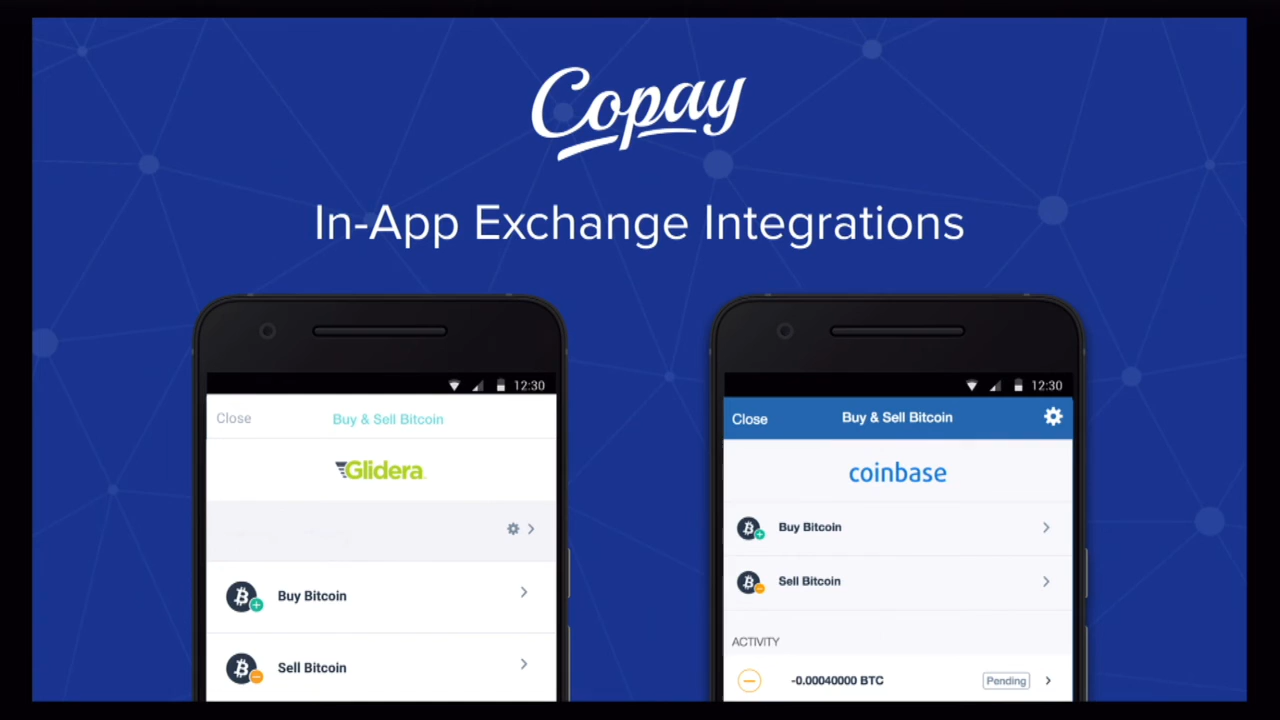 Copay
In-App Exchange Integrations
12:30
Close
Buy & Sell Bitcoin
Glidera
Buy Bitcoin
Sell Bitcoin
12:30
Close
Buy & Sell Bitcoin
coinbase
Buy Bitcoin
Sell Bitcoin
ACTIVITY
-0.00040000 BTC
Pending